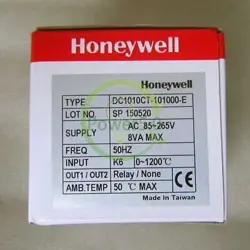 Honeywell
Honeywell
TYPE DC1010CT-101000-E
LOT NO. SP 150520
SUPPLY AC 85~265V
8VA MAX
FREQ 50HZ
INPUT K6 0~1200℃
OUT1 / OUT2 Relay / None
AMB.TEMP 50 ℃ MAX
Made In Taiwan